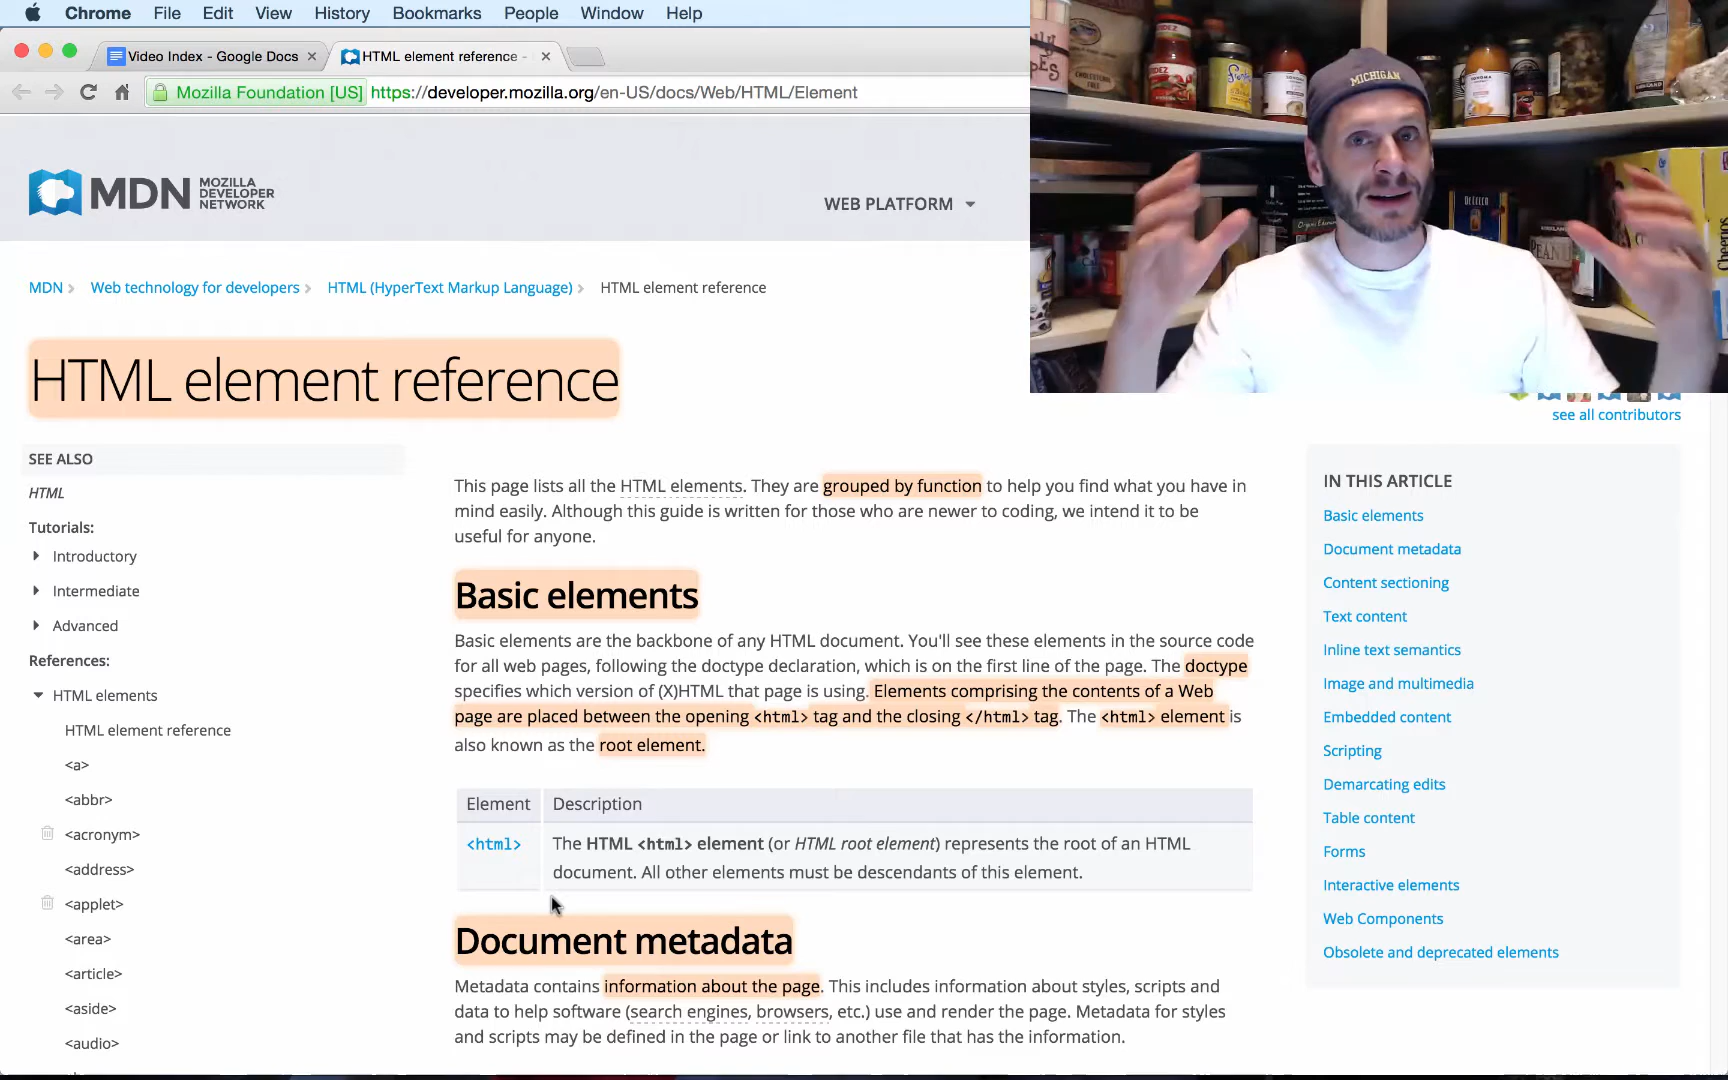 Chrome File Edit View History Bookmarks People Window Help
Video Index - Google Docs
HTML element reference -
Mozilla Foundation [US] https://developer.mozilla.org/en-US/docs/Web/HTML/Element
MICHIGAN
MDN MOZILLA
DEVELOPER
NETWORK
WEB PLATFORM
MDN Web technology for developers HTML (HyperText Markup Language) HTML element reference
HTML element reference
see all contributors
SEE ALSO
HTML
Tutorials:
Introductory
Intermediate
Advanced
References:
HTML elements
HTML element reference
<a>
<abbr>
<acronym>
<address>
<applet>
<area>
<article>
<aside>
<audio>
This page lists all the HTML elements. They are grouped by function to help you find what you have in
mind easily. Although this guide is written for those who are newer to coding, we intend it to be
useful for anyone.
Basic elements
Basic elements are the backbone of any HTML document. You'll see these elements in the source code
for all web pages, following the doctype declaration, which is on the first line of the page. The doctype
specifies which version of (X)HTML that page is using. Elements comprising the contents of a Web
page are placed between the opening <html> tag and the closing </html> tag. The <html> element is
also known as the root element.
Element Description
<html> The HTML <html> element (or HTML root element) represents the root of an HTML
document. All other elements must be descendants of this element.
Document metadata
Metadata contains information about the page. This includes information about styles, scripts and
data to help software (search engines, browsers, etc.) use and render the page. Metadata for styles
and scripts may be defined in the page or link to another file that has the information.
IN THIS ARTICLE
Basic elements
Document metadata
Content sectioning
Text content
Inline text semantics
Image and multimedia
Embedded content
Scripting
Demarcating edits
Table content
Forms
Interactive elements
Web Components
Obsolete and deprecated elements
Cheerios